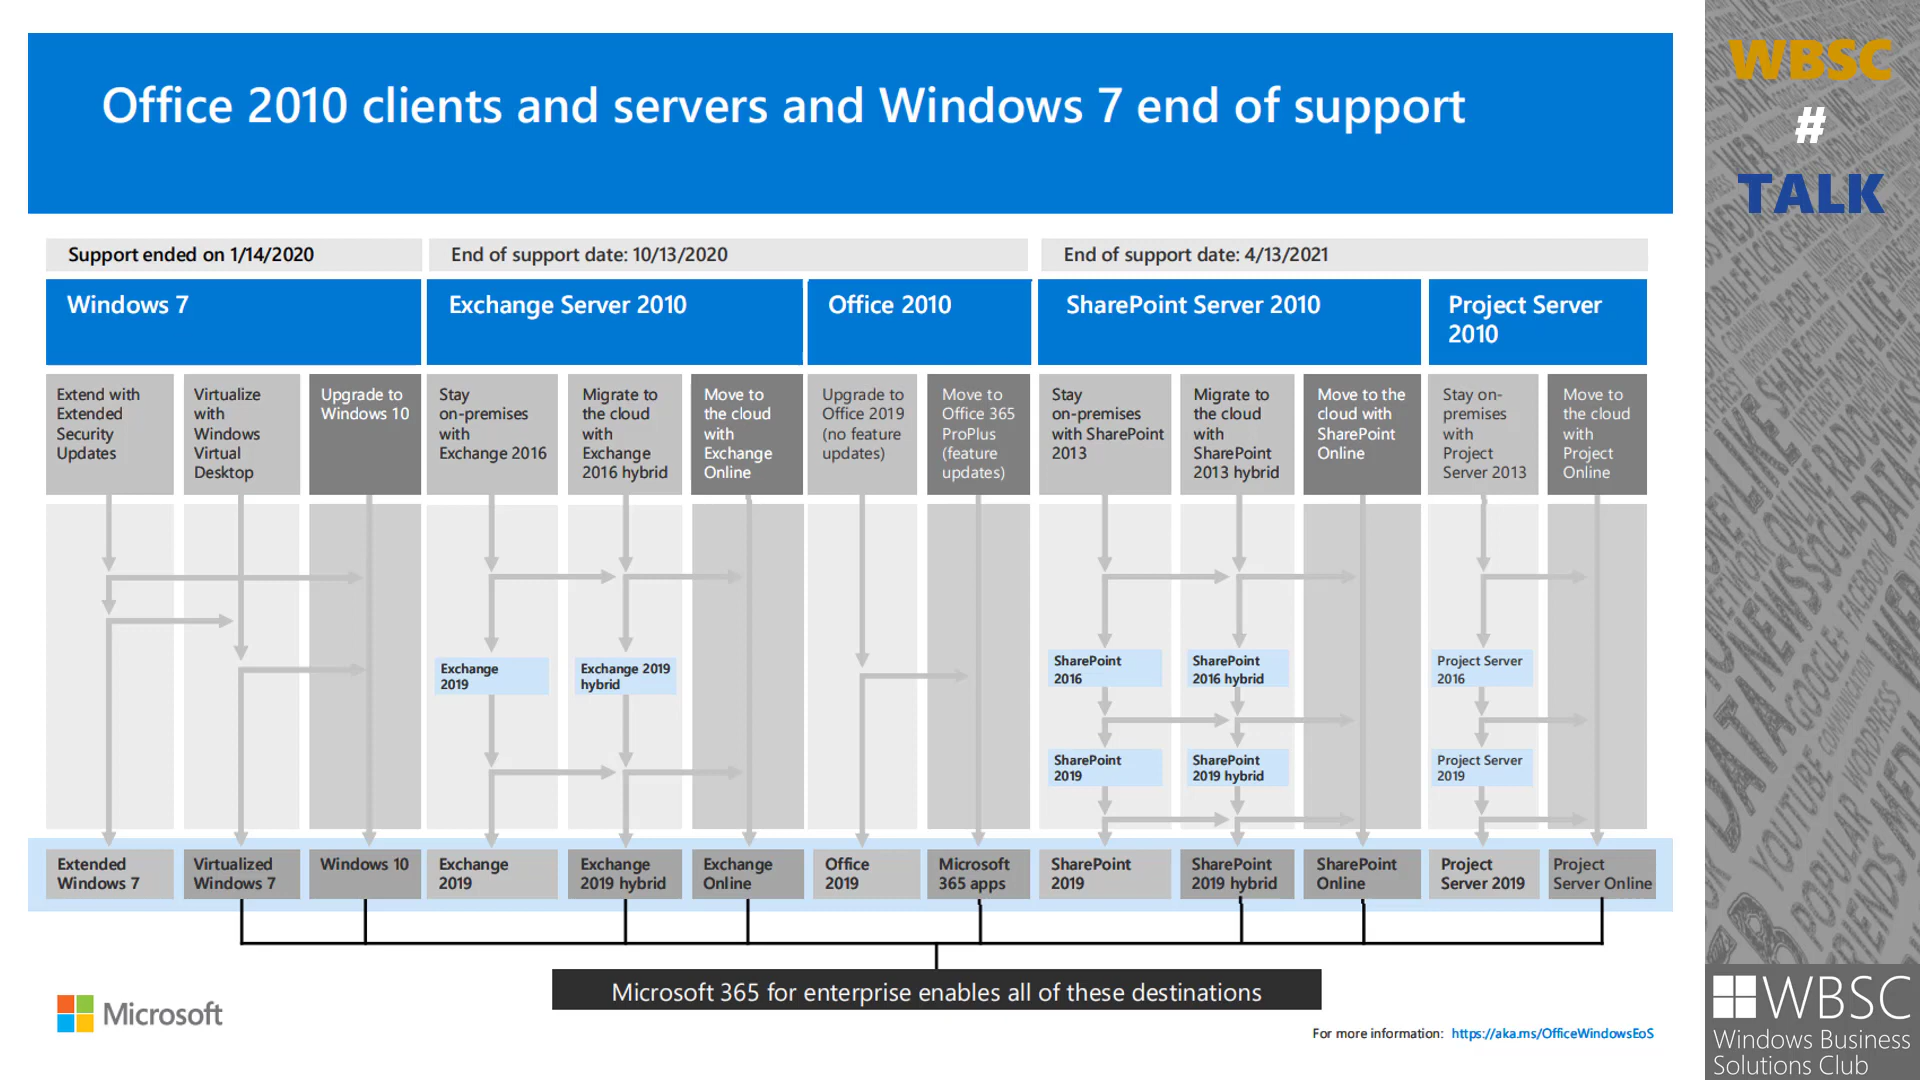 Office 2010 clients and servers and Windows 7 end of support
WBSC
#
TALK
Support ended on 1/14/2020
End of support date: 10/13/2020
End of support date: 4/13/2021
Windows 7
Exchange Server 2010
Office 2010
SharePoint Server 2010
Project Server
2010
Extend with
Extended
Security
Updates
Virtualize
with
Windows
Virtual
Desktop
Upgrade to
Windows 10
Stay
on-premises
with
Exchange 2016
Migrate to
the cloud
with
Exchange
2016 hybrid
Move to
the cloud
with
Exchange
Online
Upgrade to
Office 2019
(no feature
updates)
Move to
Office 365
ProPlus
(feature
updates)
Stay
on-premises
with SharePoint
2013
Migrate to
the cloud
with
SharePoint
2013 hybrid
Move to the
cloud with
SharePoint
Online
Stay on-
premises
with
Project
Server 2013
Move to
the cloud
with
Project
Online
Exchange
2019
Exchange 2019
hybrid
SharePoint
2016
SharePoint
2016 hybrid
Project Server
2016
SharePoint
2019
SharePoint
2019 hybrid
Project Server
2019
Extended
Windows 7
Virtualized
Windows 7
Windows 10
Exchange
2019
Exchange
2019 hybrid
Exchange
Online
Office
2019
Microsoft
365 apps
SharePoint
2019
SharePoint
2019 hybrid
SharePoint
Online
Project
Server 2019
Project
Server Online
Microsoft 365 for enterprise enables all of these destinations
Microsoft
For more information: https://aka.ms/OfficeWindowsEoS
WBSC
Windows Business
Solutions Club